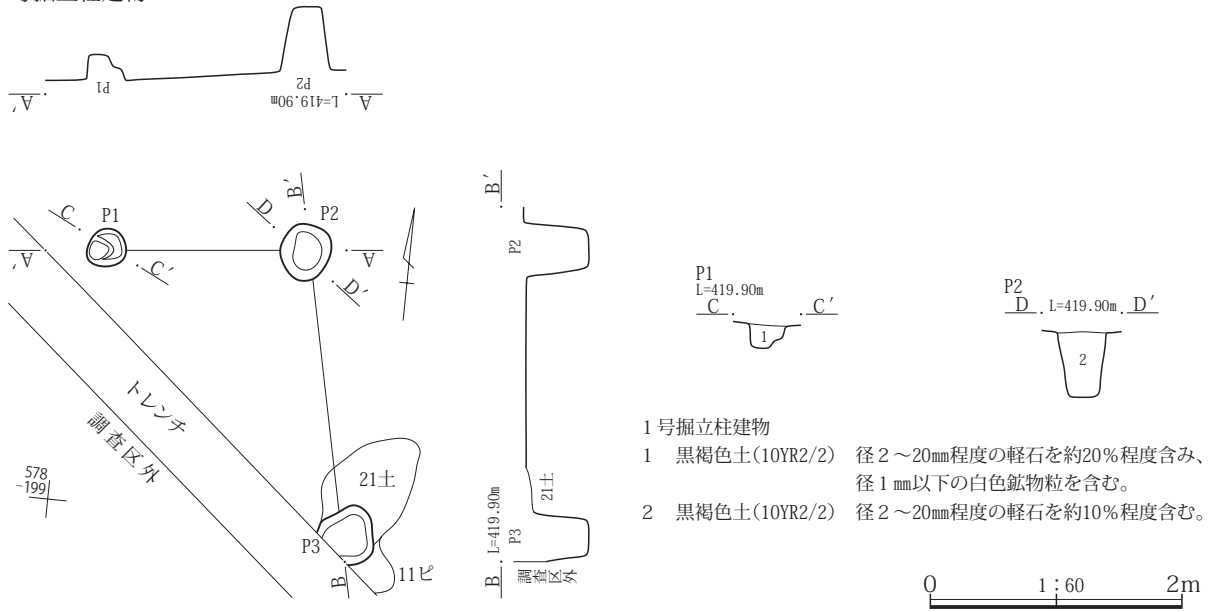 P1
P2
L=419.90m
A′
A
B′
D
P2
C
P1
A′
A
C′
D′
トレンチ
調査区外
578
-199
21土
P3
B
11ピ
B′
P2
21土
L=419.90m
P3
B
調査区外
P1
L=419.90m
C C′
1
P2
D L=419.90m D′
2
1号掘立柱建物
1 黒褐色土(10YR2/2) 径2～20㎜程度の軽石を約20%程度含み、
径1㎜以下の白色鉱物粒を含む。
2 黒褐色土(10YR2/2) 径2～20㎜程度の軽石を約10%程度含む。
0 1：60 2m